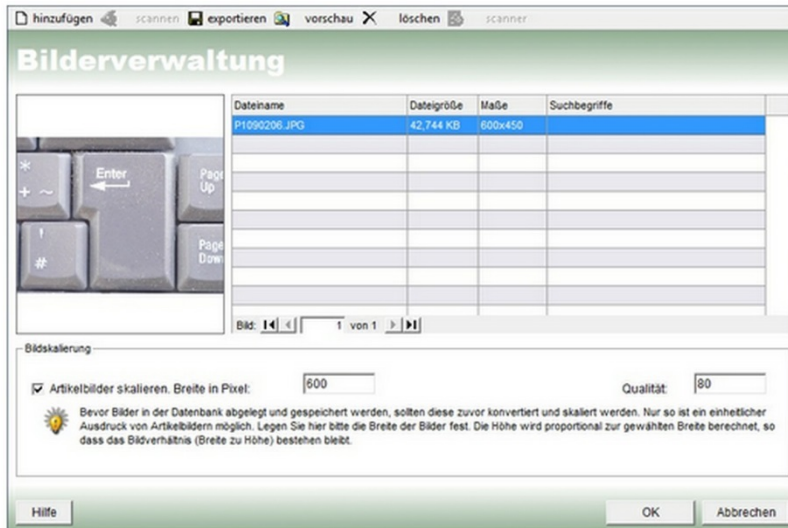 hinzufügen scannen exportieren vorschau löschen scanner
Bilderverwaltung
Dateiname Dateigröße Maße Suchbegriffe
P1090206.JPG 42,744 KB 600x450
* Enter Page Up
+ ~
! Page Down
#
Bild: 1 von 1
Bildskalierung
Artikelbilder skalieren. Breite in Pixel: 600 Qualität: 80
Bevor Bilder in der Datenbank abgelegt und gespeichert werden, sollten diese zuvor konvertiert und skaliert werden. Nur so ist ein einheitlicher
Ausdruck von Artikelbildern möglich. Legen Sie hier bitte die Breite der Bilder fest. Die Höhe wird proportional zur gewählten Breite berechnet, so
dass das Bildverhältnis (Breite zu Höhe) bestehen bleibt.
Hilfe OK Abbrechen